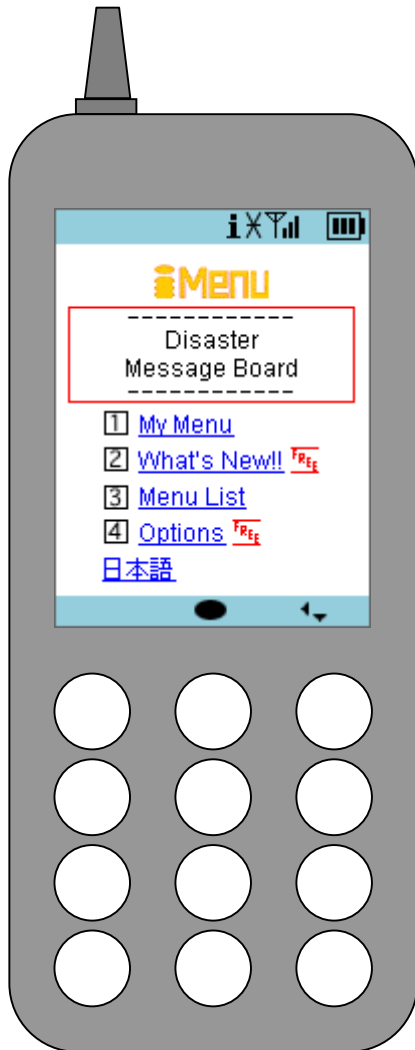 iMenu
------------
Disaster
Message Board
------------
1 My Menu
2 What's New!! FREE
3 Menu List
4 Options FREE
日本語